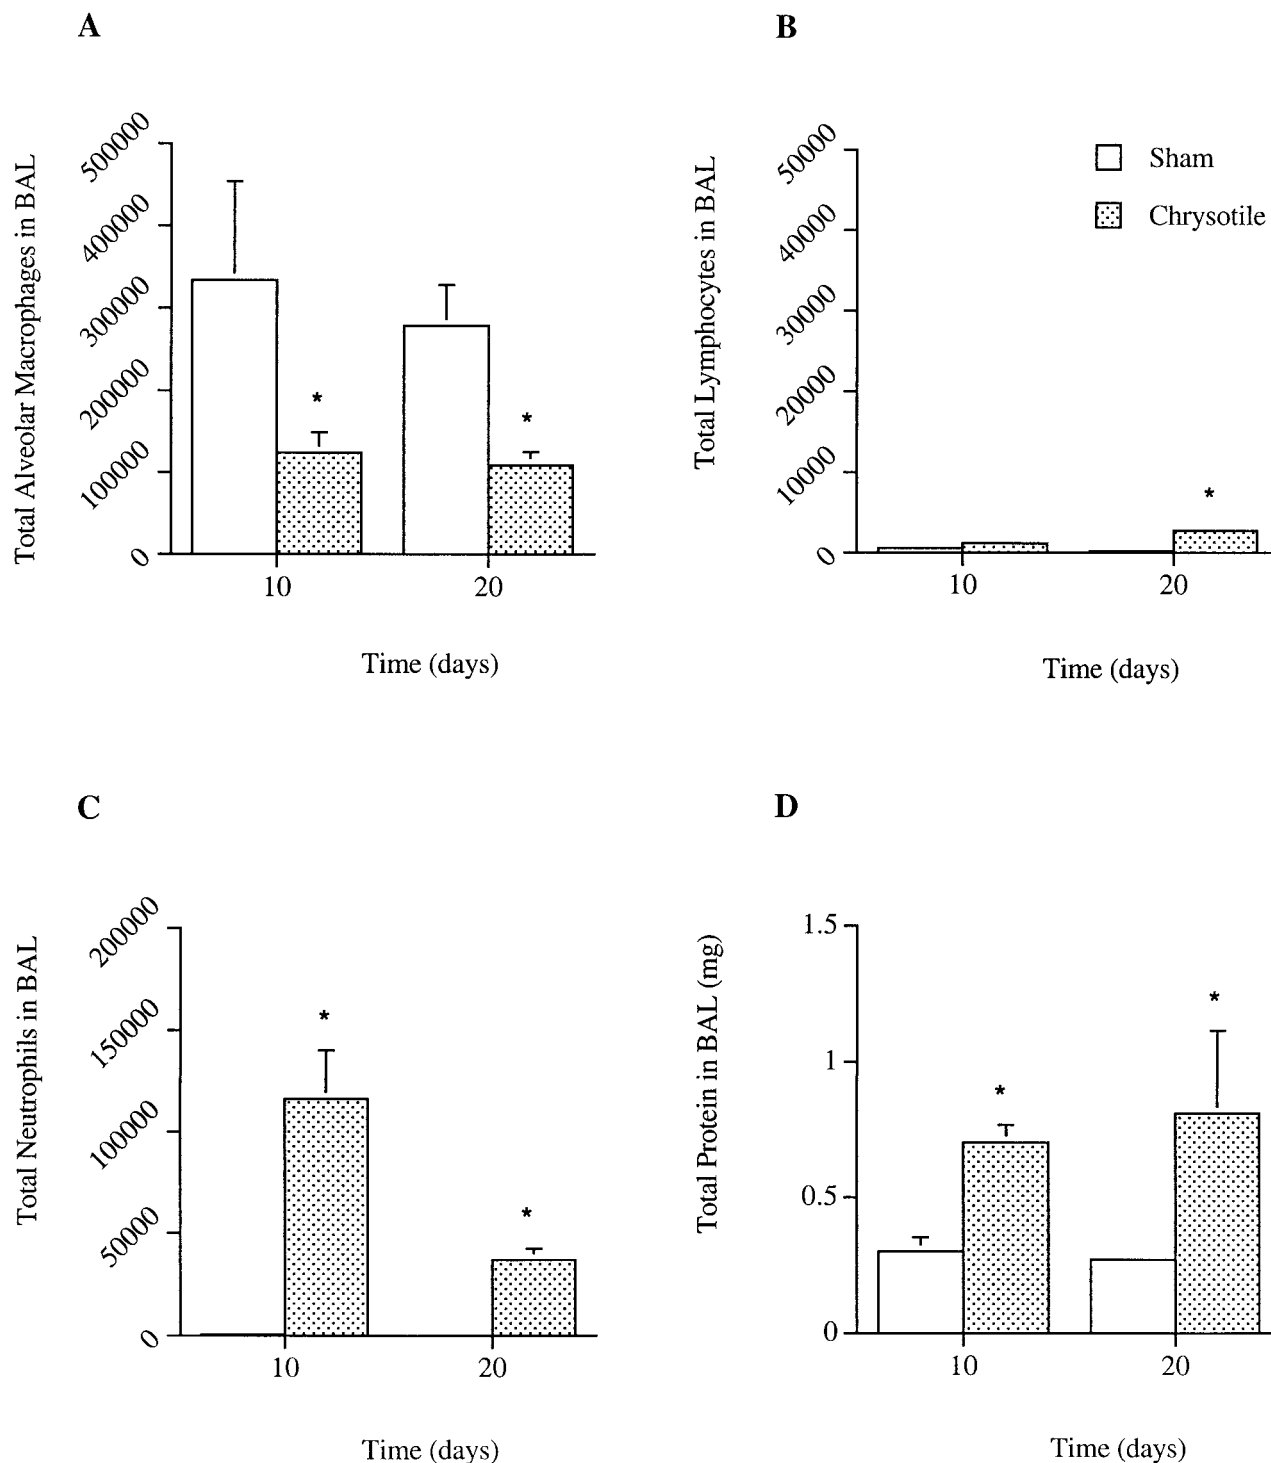 A
Total Alveolar Macrophages in BAL
500000
400000
300000
200000
100000
0
*
*
10
20
Time (days)
B
Total Lymphocytes in BAL
50000
40000
30000
20000
10000
0
Sham
Chrysotile
*
10
20
Time (days)
C
Total Neutrophils in BAL
200000
150000
100000
50000
0
*
*
10
20
Time (days)
D
Total Protein in BAL (mg)
1.5
1
0.5
0
*
*
10
20
Time (days)